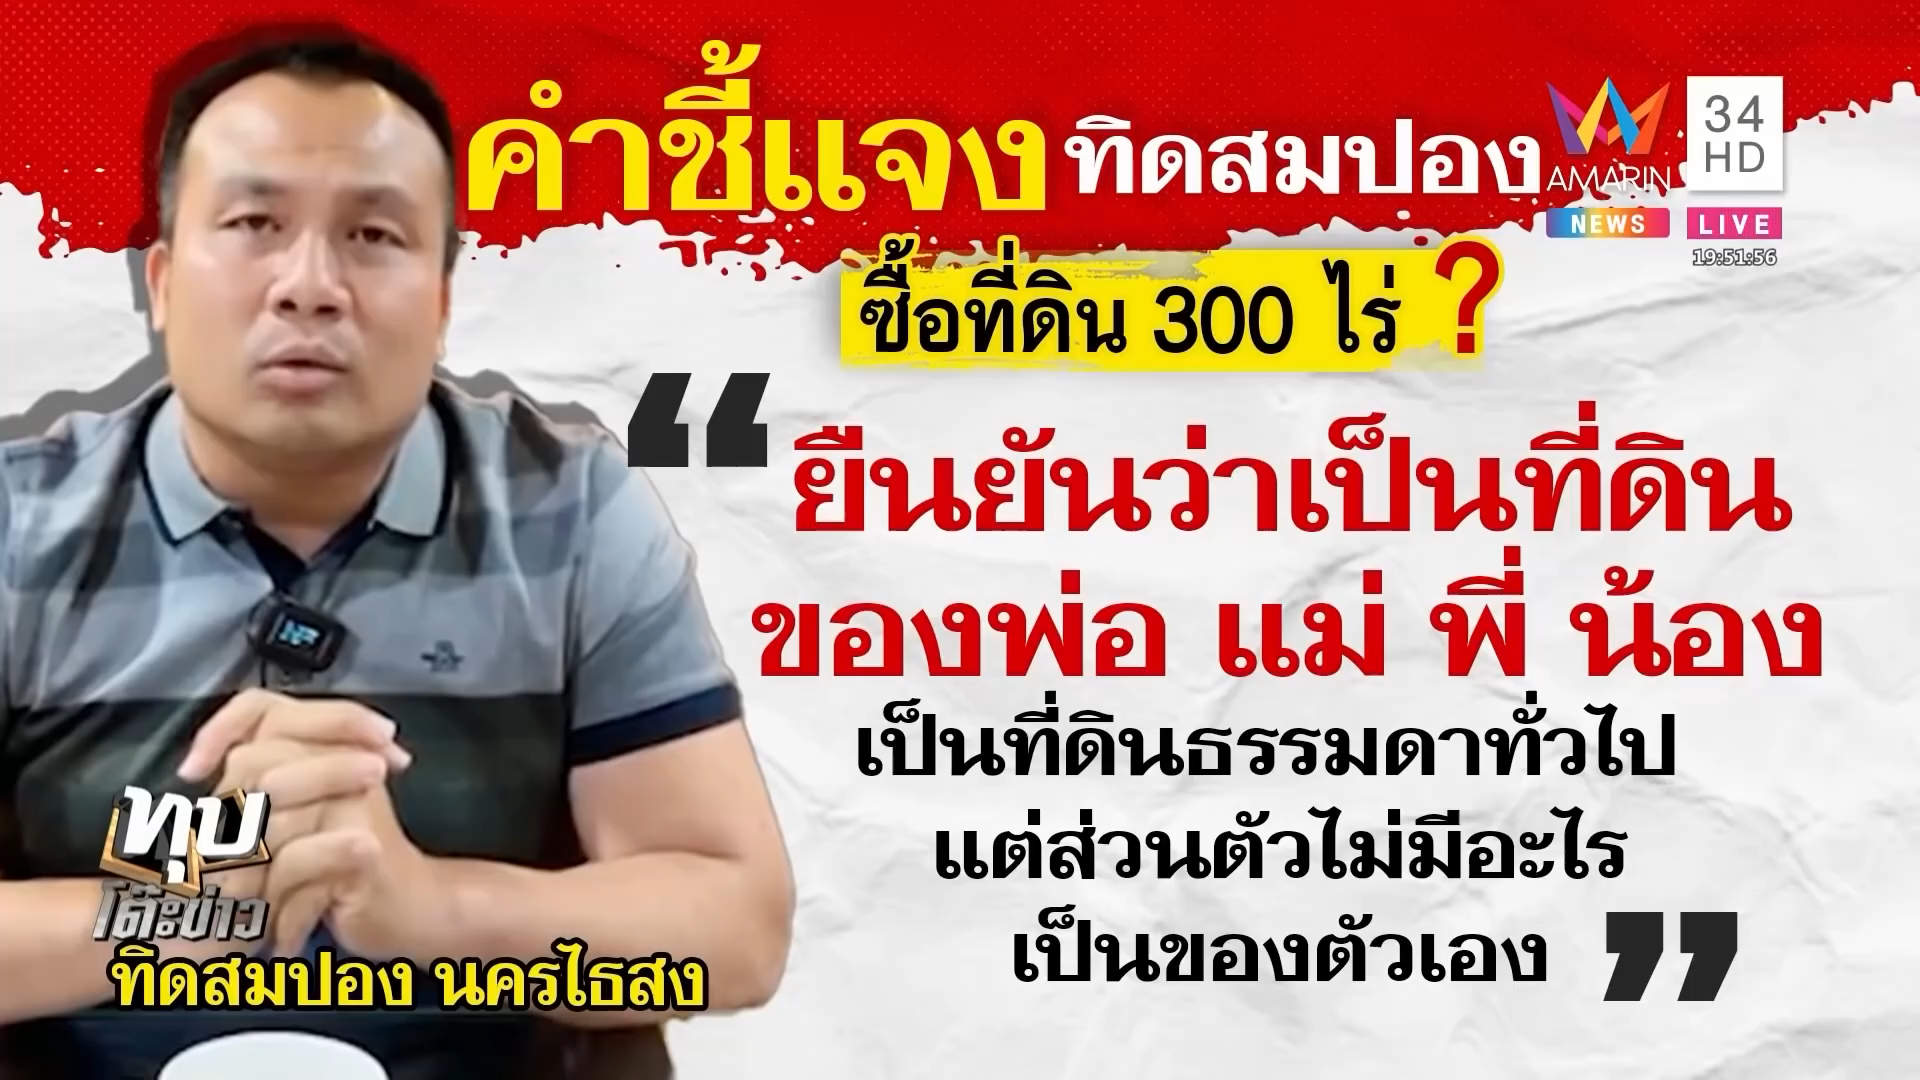 คำชี้แจง ทิดสมปอง
AMARIN
NEWS
34
HD
LIVE
19:51:56
ซื้อที่ดิน 300 ไร่ ?
“ยืนยันว่าเป็นที่ดิน
ของพ่อ แม่ พี่ น้อง
เป็นที่ดินธรรมดาทั่วไป
แต่ส่วนตัวไม่มีอะไร
เป็นของตัวเอง”
ทุบ
โต๊ะข่าว
ทิดสมปอง นครไธสง